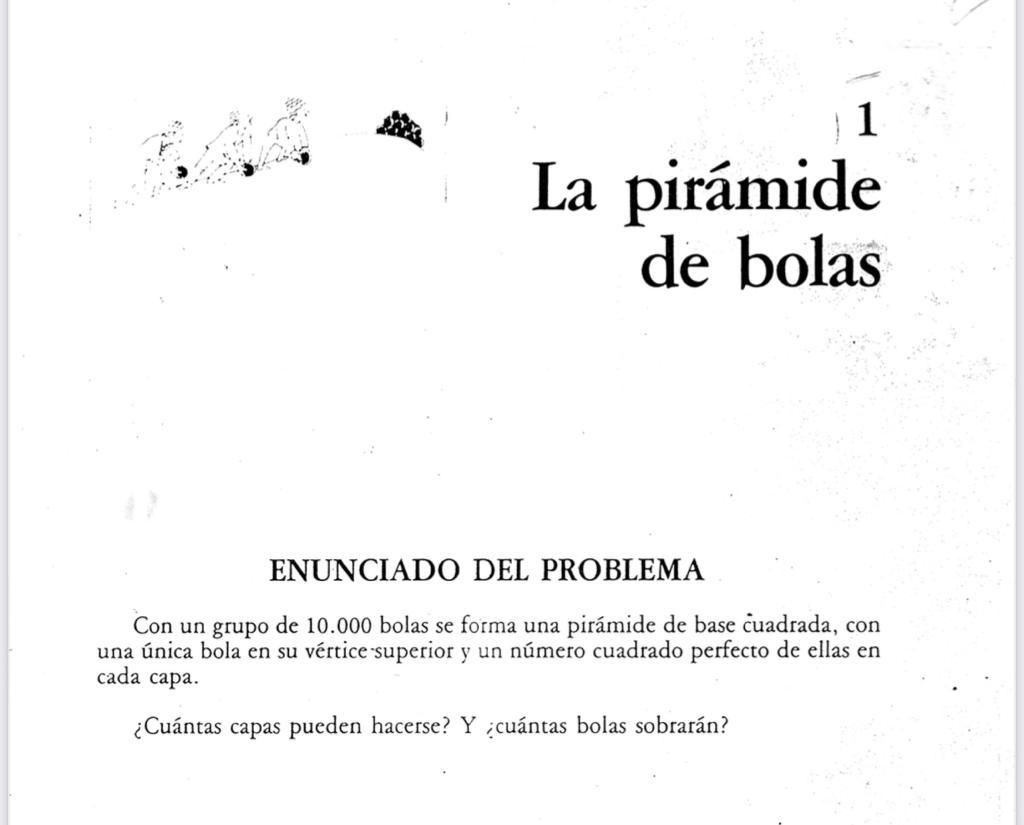 1
La pirámide
de bolas
ENUNCIADO DEL PROBLEMA
Con un grupo de 10.000 bolas se forma una pirámide de base cuadrada, con
una única bola en su vértice superior y un número cuadrado perfecto de ellas en
cada capa.
¿Cuántas capas pueden hacerse? Y ¿cuántas bolas sobrarán?